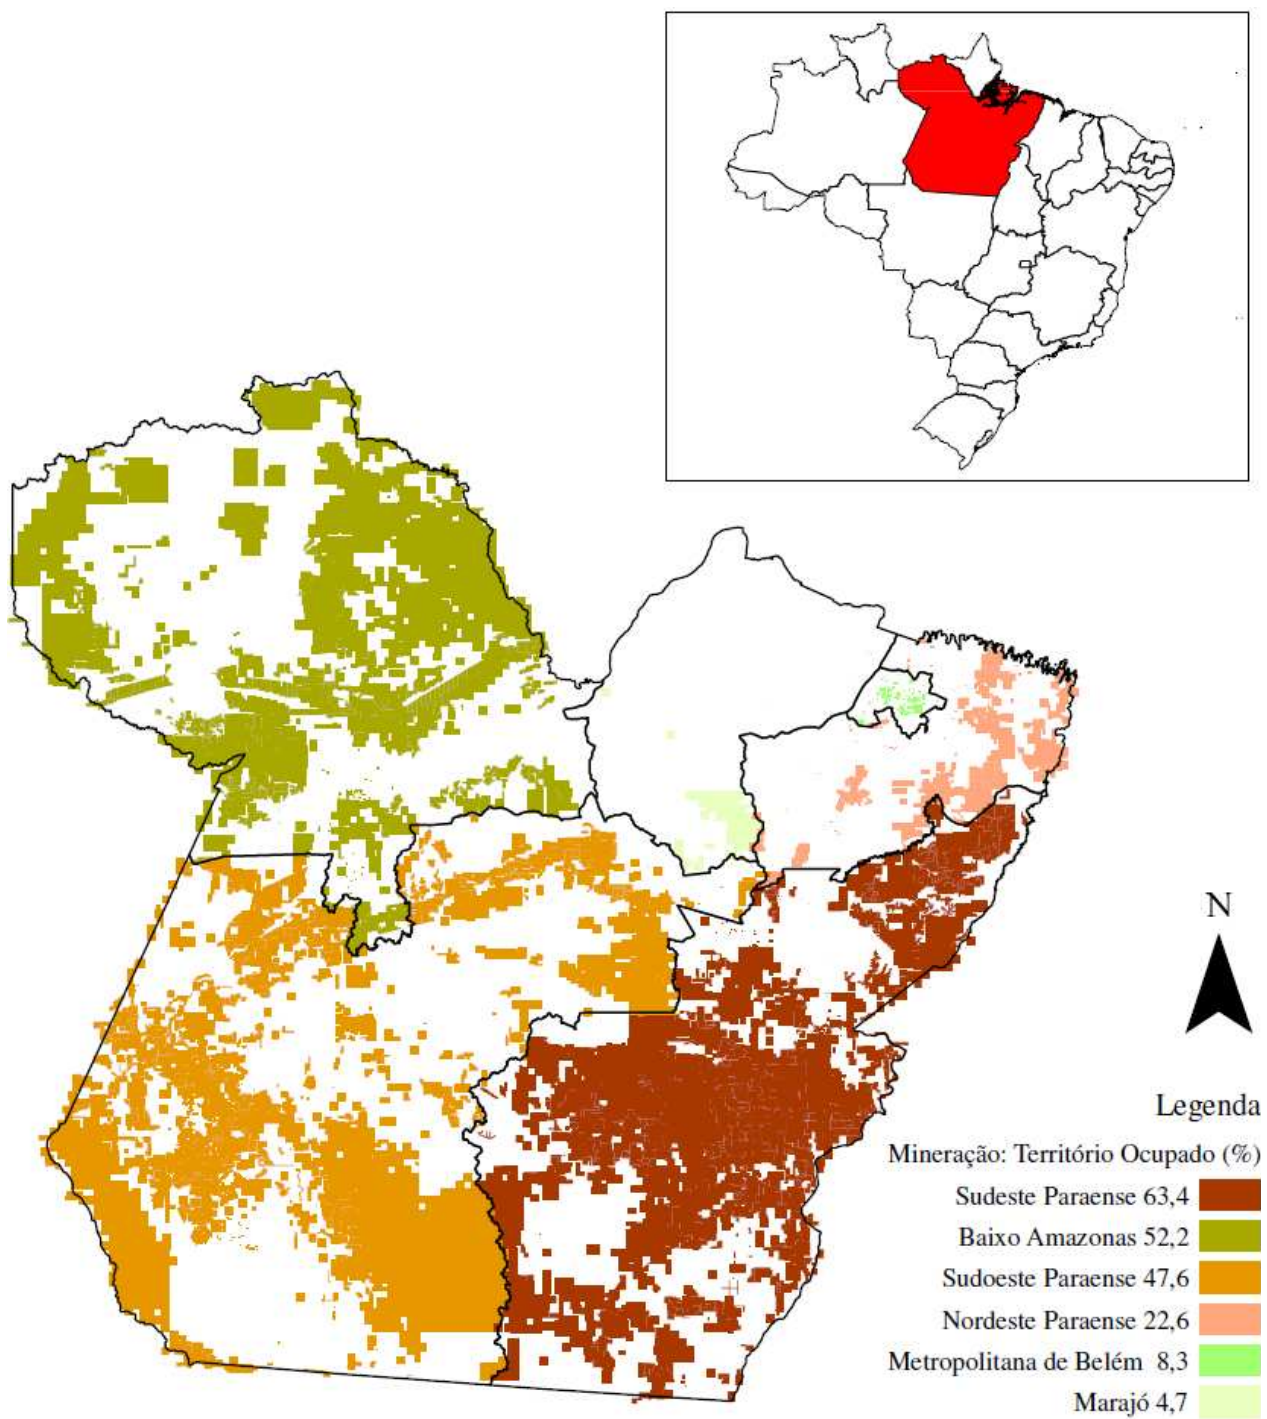 N
Legenda
Mineração: Território Ocupado (%)
Sudeste Paraense 63,4
Baixo Amazonas 52,2
Sudoeste Paraense 47,6
Nordeste Paraense 22,6
Metropolitana de Belém 8,3
Marajó 4,7